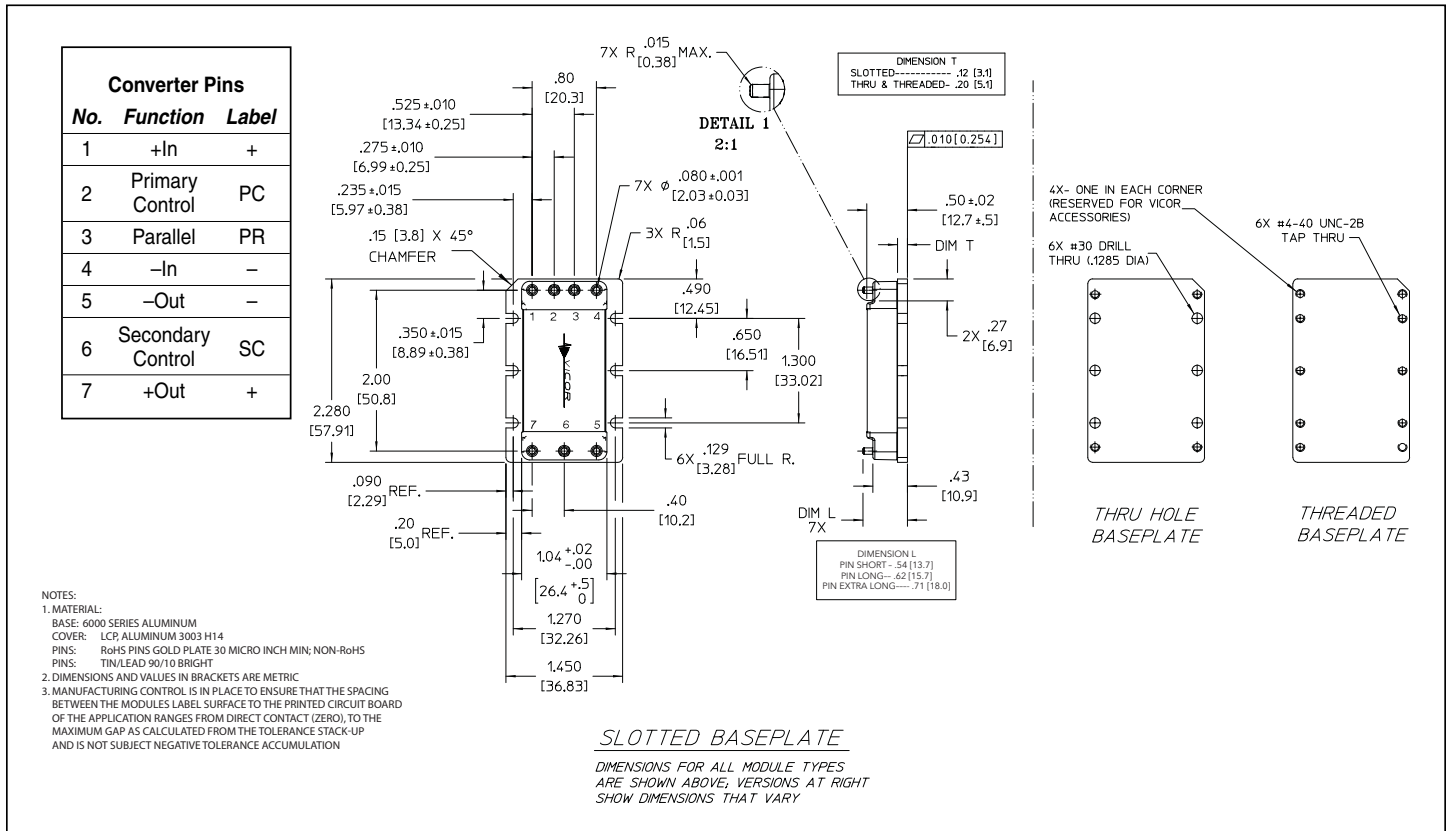 Converter Pins
No. Function Label
1 +In +
2 Primary Control PC
3 Parallel PR
4 –In –
5 –Out –
6 Secondary Control SC
7 +Out +
7X R .015 [0.38] MAX.
DETAIL 1
2:1
DIMENSION T
SLOTTED----------- .12 [3.1]
THRU & THREADED- .20 [5.1]
.80
[20.3]
.525 ±.010
[13.34 ±0.25]
.275 ±.010
[6.99 ±0.25]
.235 ±.015
[5.97 ±0.38]
.15 [3.8] X 45°
CHAMFER
7X ø .080 ±.001
[2.03 ±0.03]
3X R .06
[1.5]
.490
[12.45]
.350 ±.015
[8.89 ±0.38]
.650
[16.51]
1.300
[33.02]
2.00
[50.8]
2.280
[57.91]
1 2 3 4
VICOR
7 6 5
6X .129 [3.28] FULL R.
.090
[2.29] REF.
.20
[5.0] REF.
.40
[10.2]
1.04 +.02 -.00
[26.4 +.5 0]
1.270
[32.26]
1.450
[36.83]
⏥ .010 [0.254]
.50 ±.02
[12.7 ±.5]
DIM T
2X .27
[6.9]
.43
[10.9]
DIM L
7X
DIMENSION L
PIN SHORT - .54 [13.7]
PIN LONG-- .62 [15.7]
PIN EXTRA LONG---- .71 [18.0]
4X- ONE IN EACH CORNER
(RESERVED FOR VICOR
ACCESSORIES)
6X #30 DRILL
THRU (.1285 DIA)
6X #4-40 UNC-2B
TAP THRU
THRU HOLE
BASEPLATE
THREADED
BASEPLATE
NOTES:
1. MATERIAL:
BASE: 6000 SERIES ALUMINUM
COVER: LCP, ALUMINUM 3003 H14
PINS: RoHS PINS GOLD PLATE 30 MICRO INCH MIN; NON-RoHS
PINS: TIN/LEAD 90/10 BRIGHT
2. DIMENSIONS AND VALUES IN BRACKETS ARE METRIC
3. MANUFACTURING CONTROL IS IN PLACE TO ENSURE THAT THE SPACING
BETWEEN THE MODULES LABEL SURFACE TO THE PRINTED CIRCUIT BOARD
OF THE APPLICATION RANGES FROM DIRECT CONTACT (ZERO), TO THE
MAXIMUM GAP AS CALCULATED FROM THE TOLERANCE STACK-UP
AND IS NOT SUBJECT NEGATIVE TOLERANCE ACCUMULATION
SLOTTED BASEPLATE
DIMENSIONS FOR ALL MODULE TYPES
ARE SHOWN ABOVE; VERSIONS AT RIGHT
SHOW DIMENSIONS THAT VARY